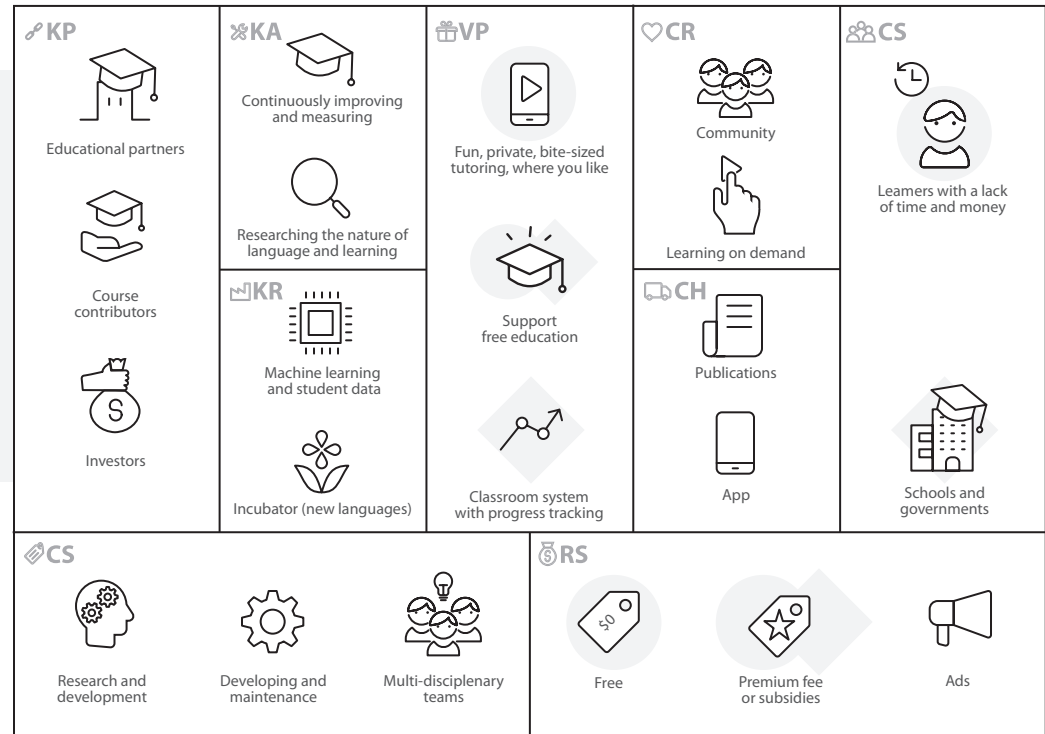 KP
Educational partners
Course
contributors
Investors
KA
Continuously improving
and measuring
Researching the nature of
language and learning
KR
Machine learning
and student data
Incubator (new languages)
VP
Fun, private, bite-sized
tutoring, where you like
Support
free education
Classroom system
with progress tracking
CR
Community
Learning on demand
CH
Publications
App
CS
Learners with a lack
of time and money
Schools and
governments
CS
Research and
development
Developing and
maintenance
Multi-disciplenary
teams
RS
$0
Free
Premium fee
or subsidies
Ads